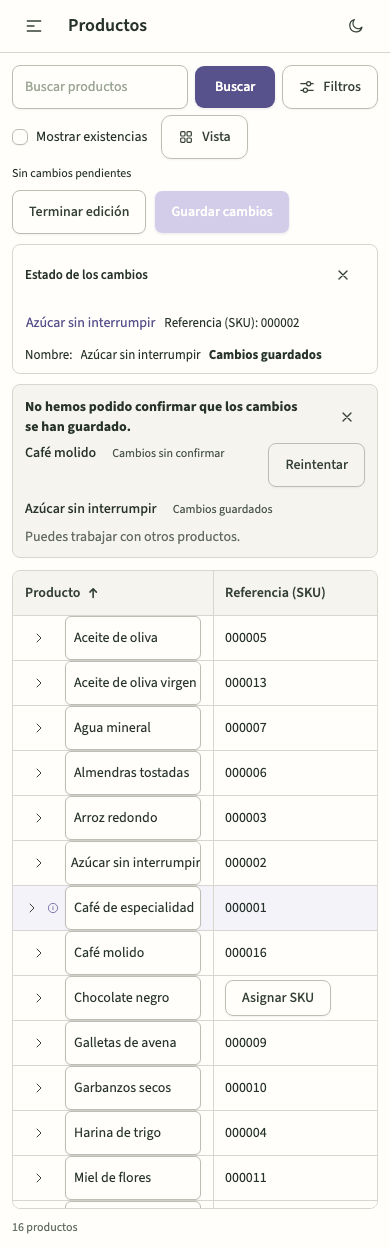 Productos
Buscar productos
Buscar
Filtros
Mostrar existencias
Vista
Sin cambios pendientes
Terminar edición
Guardar cambios
Estado de los cambios
Azúcar sin interrumpir Referencia (SKU): 000002
Nombre: Azúcar sin interrumpir Cambios guardados
No hemos podido confirmar que los cambios
se han guardado.
Café molido Cambios sin confirmar
Reintentar
Azúcar sin interrumpir Cambios guardados
Puedes trabajar con otros productos.
Producto Referencia (SKU)
Aceite de oliva 000005
Aceite de oliva virgen 000013
Agua mineral 000007
Almendras tostadas 000006
Arroz redondo 000003
Azúcar sin interrumpir 000002
Café de especialidad 000001
Café molido 000016
Chocolate negro Asignar SKU
Galletas de avena 000009
Garbanzos secos 000010
Harina de trigo 000004
Miel de flores 000011
16 productos